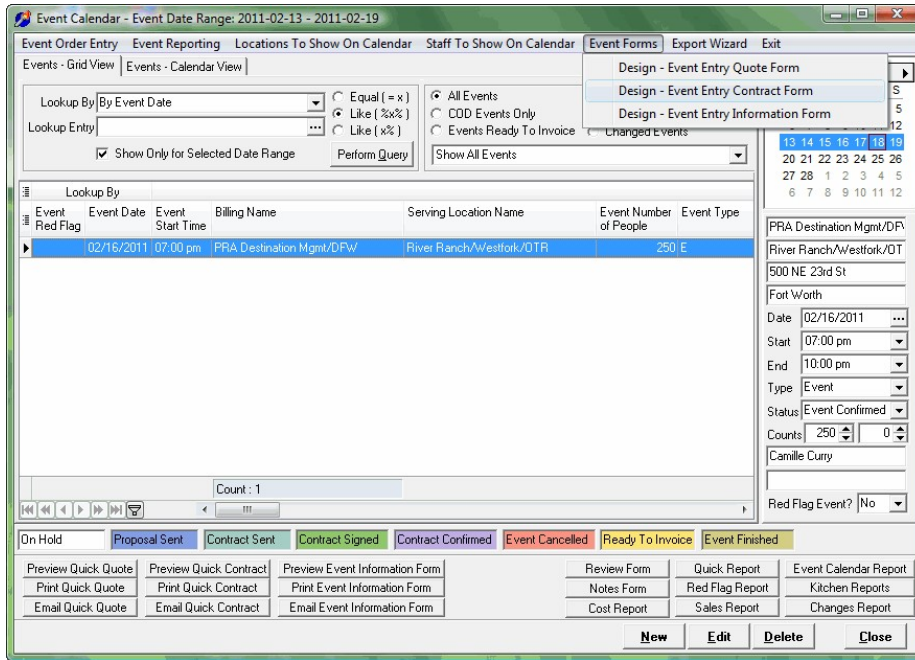 Event Calendar - Event Date Range: 2011-02-13 - 2011-02-19
Event Order Entry Event Reporting Locations To Show On Calendar Staff To Show On Calendar Event Forms Export Wizard Exit
Design - Event Entry Quote Form
Design - Event Entry Contract Form
Design - Event Entry Information Form
Events - Grid View Events - Calendar View
Lookup By By Event Date
Lookup Entry
Show Only for Selected Date Range
Equal ( = x )
Like ( %x% )
Like ( x% )
Perform Query
All Events
COD Events Only
Events Ready To Invoice Changed Events
Show All Events
S
5
12
13 14 15 16 17 18 19
20 21 22 23 24 25 26
27 28 1 2 3 4 5
6 7 8 9 10 11 12
Lookup By
Event Red Flag Event Date Event Start Time Billing Name Serving Location Name Event Number of People Event Type
02/16/2011 07:00 pm PRA Destination Mgmt/DFW River Ranch/Westfork/OTR 250 E
Count : 1
PRA Destination Mgmt/DF
River Ranch/Westfork/OT
500 NE 23rd St
Fort Worth
Date 02/16/2011
Start 07:00 pm
End 10:00 pm
Type Event
Status Event Confirmed
Counts 250 0
Camille Curry
Red Flag Event? No
On Hold Proposal Sent Contract Sent Contract Signed Contract Confirmed Event Cancelled Ready To Invoice Event Finished
Preview Quick Quote Preview Quick Contract Preview Event Information Form Review Form Quick Report Event Calendar Report
Print Quick Quote Print Quick Contract Print Event Information Form Notes Form Red Flag Report Kitchen Reports
Email Quick Quote Email Quick Contract Email Event Information Form Cost Report Sales Report Changes Report
New Edit Delete Close